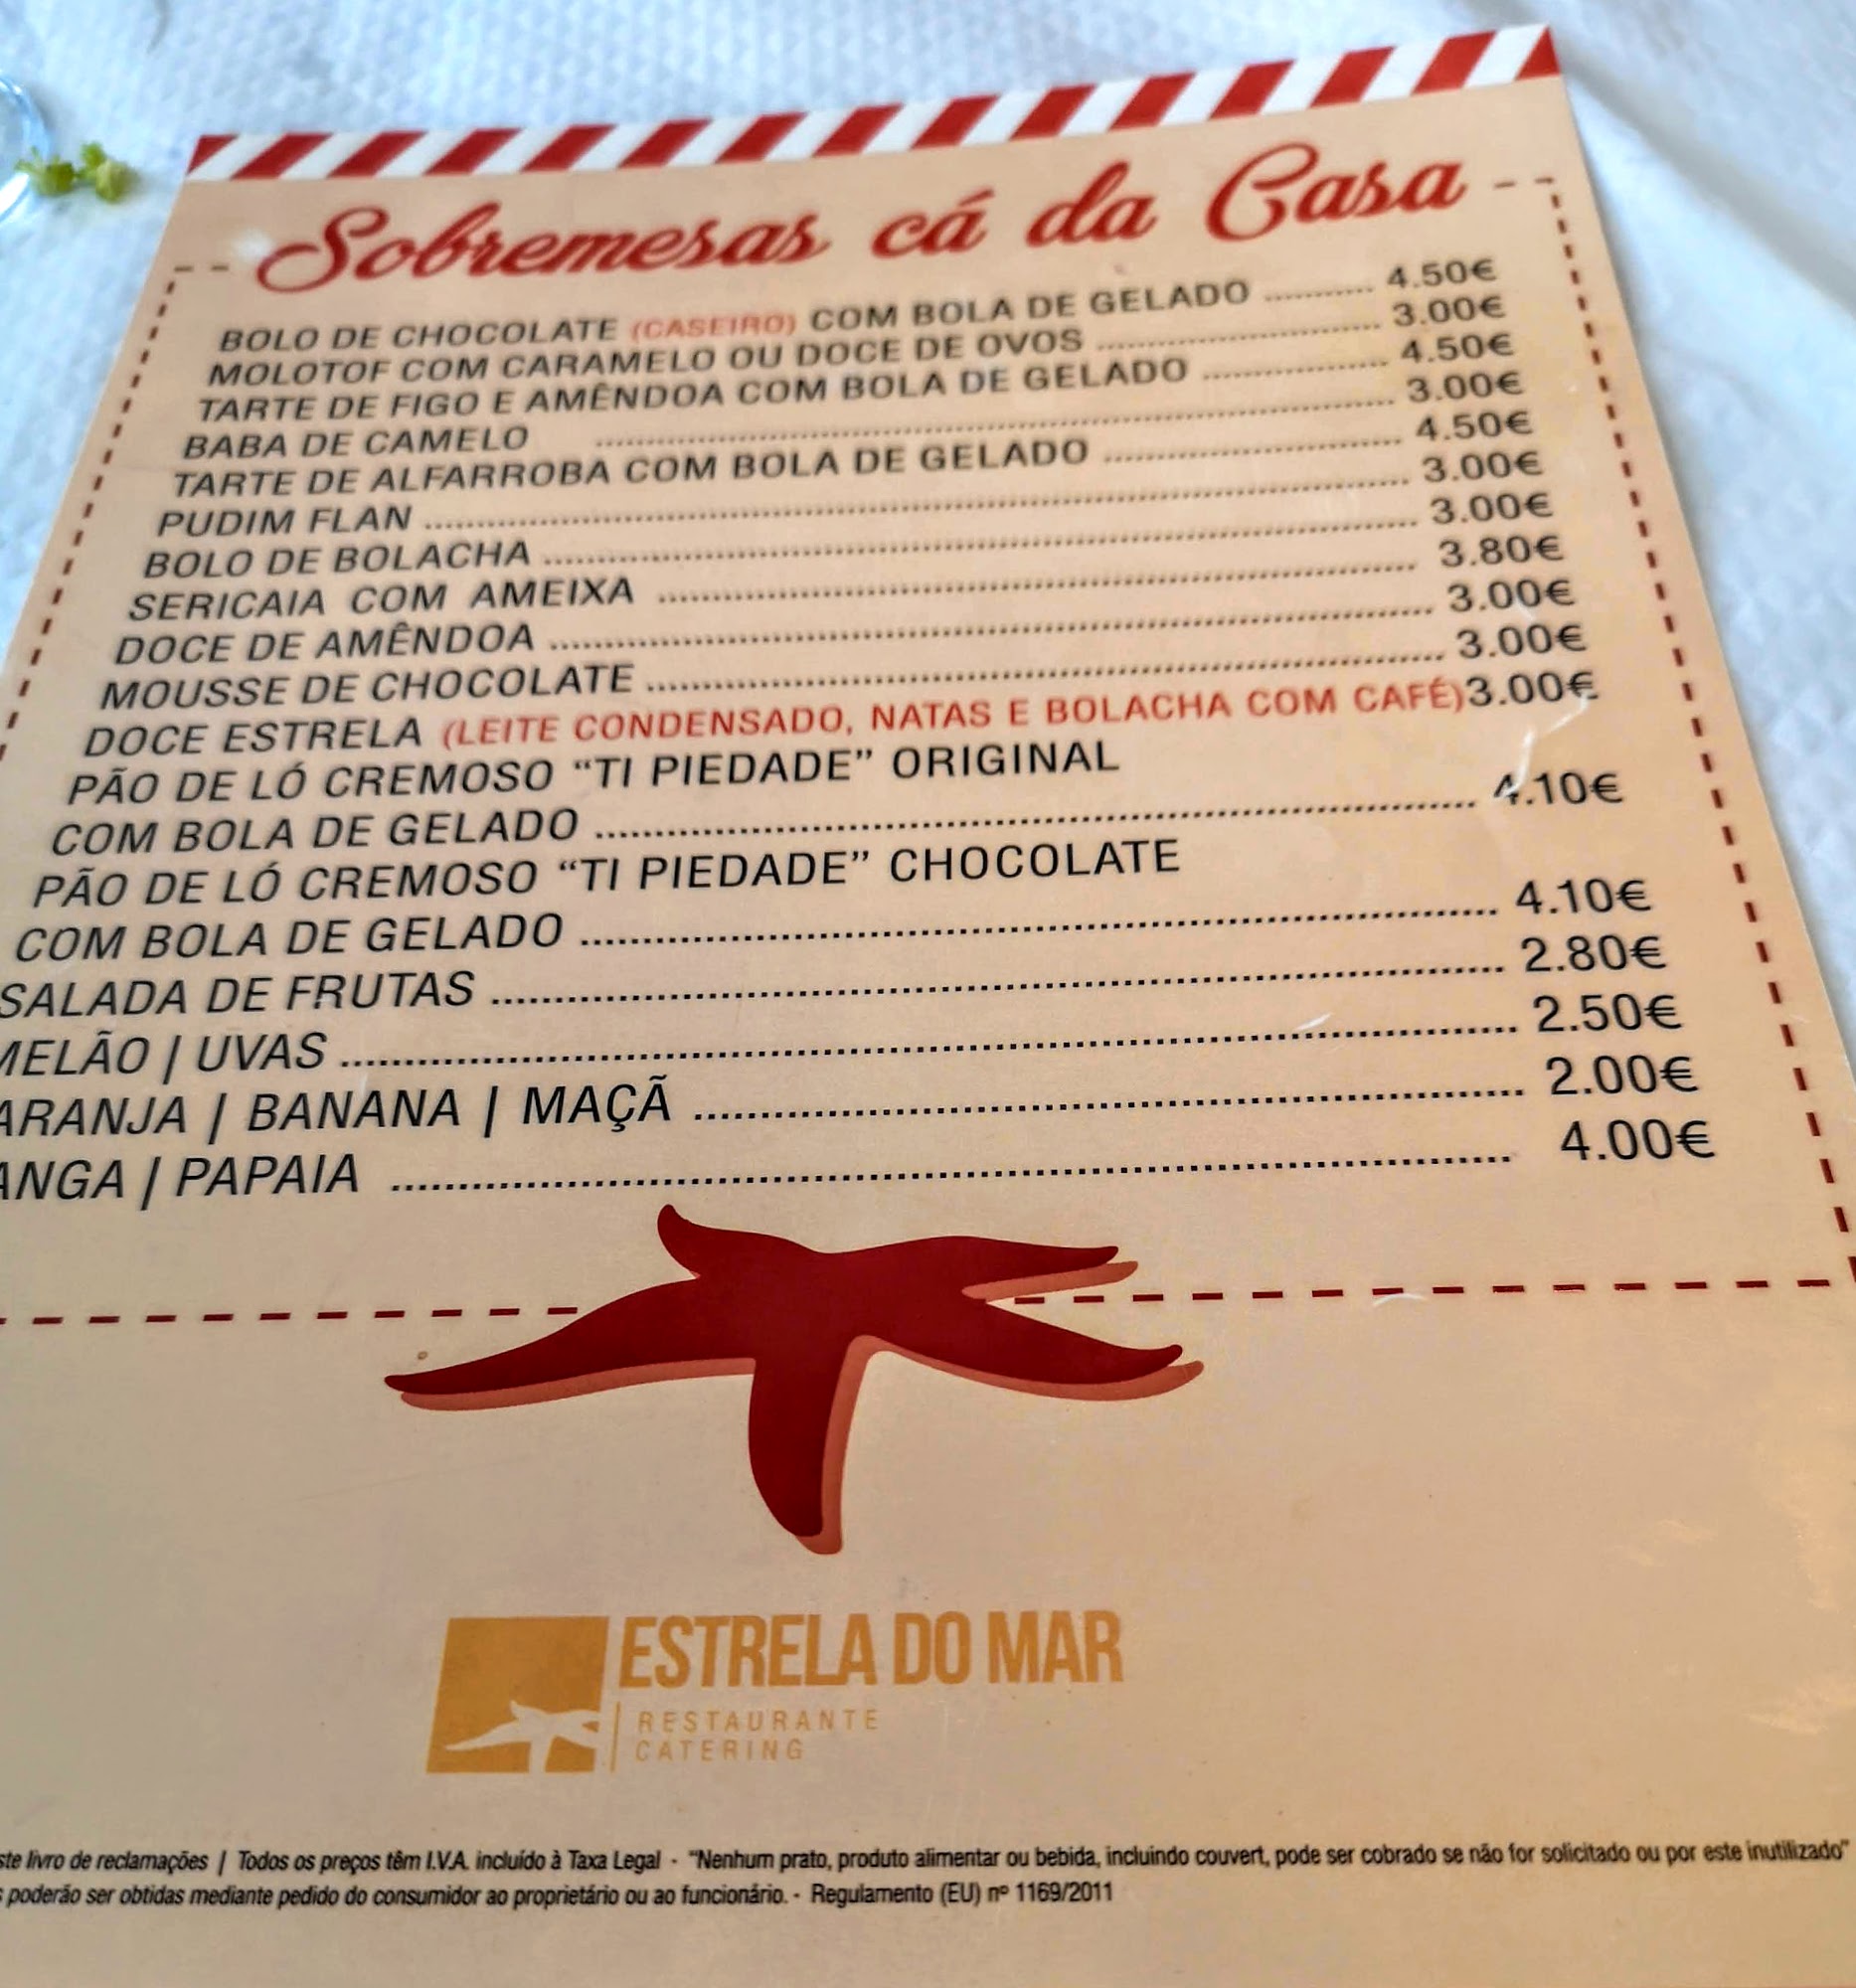 Sobremesas cá da Casa
BOLO DE CHOCOLATE (CASEIRO) COM BOLA DE GELADO .......... 4.50€
MOLOTOF COM CARAMELO OU DOCE DE OVOS .......... 3.00€
TARTE DE FIGO E AMÊNDOA COM BOLA DE GELADO .......... 4.50€
BABA DE CAMELO .......... 3.00€
TARTE DE ALFARROBA COM BOLA DE GELADO .......... 4.50€
PUDIM FLAN .......... 3.00€
BOLO DE BOLACHA .......... 3.00€
SERICAIA COM AMEIXA .......... 3.80€
DOCE DE AMÊNDOA .......... 3.00€
MOUSSE DE CHOCOLATE .......... 3.00€
DOCE ESTRELA (LEITE CONDENSADO, NATAS E BOLACHA COM CAFÉ)3.00€
PÃO DE LÓ CREMOSO “TI PIEDADE” ORIGINAL
COM BOLA DE GELADO .......... 4.10€
PÃO DE LÓ CREMOSO “TI PIEDADE” CHOCOLATE
COM BOLA DE GELADO .......... 4.10€
SALADA DE FRUTAS .......... 2.80€
MELÃO | UVAS .......... 2.50€
ARANJA | BANANA | MAÇÃ .......... 2.00€
ANGA | PAPAIA .......... 4.00€
ESTRELA DO MAR
RESTAURANTE
CATERING
ste livro de reclamações | Todos os preços têm I.V.A. incluído à Taxa Legal - “Nenhum prato, produto alimentar ou bebida, incluindo couvert, pode ser cobrado se não for solicitado ou por este inutilizado”
poderão ser obtidas mediante pedido do consumidor ao proprietário ou ao funcionário. - Regulamento (EU) nº 1169/2011